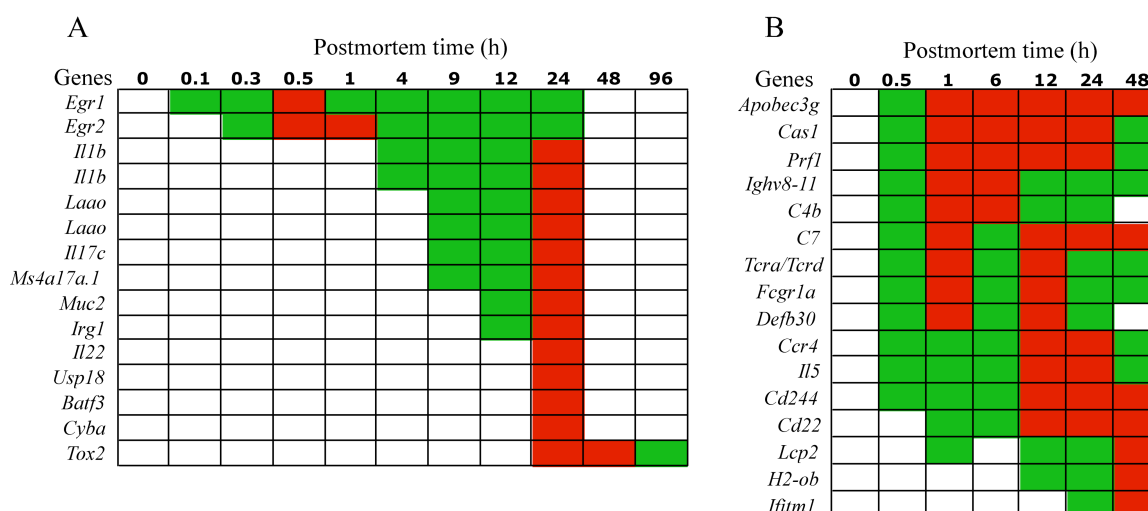 A
Postmortem time (h)
Genes 0 0.1 0.3 0.5 1 4 9 12 24 48 96
Egr1
Egr2
Il1b
Il1b
Laao
Laao
Il17c
Ms4a17a.1
Muc2
Irg1
Il22
Usp18
Batf3
Cyba
Tox2
B
Postmortem time (h)
Genes 0 0.5 1 6 12 24 48
Apobec3g
Cas1
Prf1
Ighv8-11
C4b
C7
Tcra/Tcrd
Fcgr1a
Defb30
Ccr4
Il5
Cd244
Cd22
Lcp2
H2-ob
Ifitm1